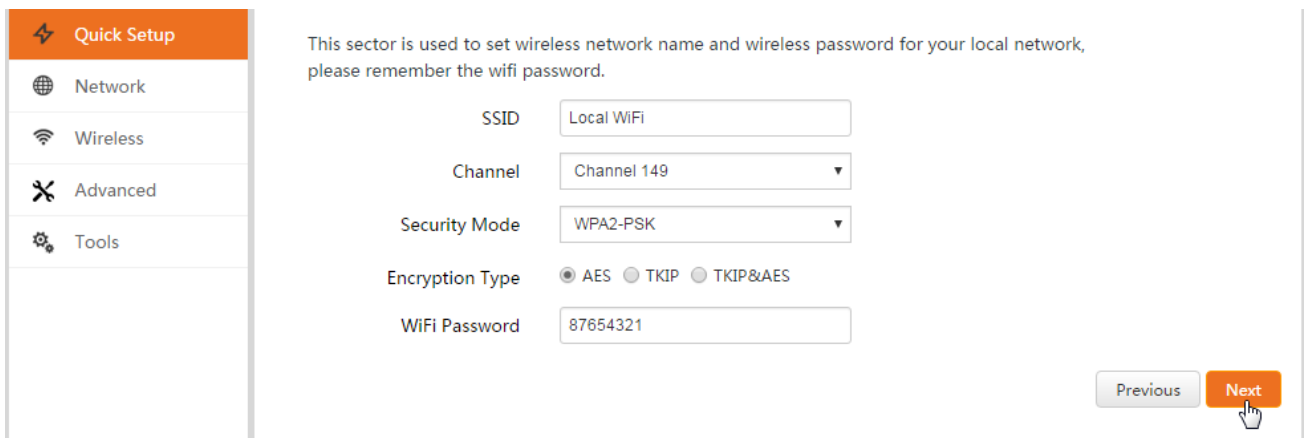 Quick Setup
Network
Wireless
Advanced
Tools
This sector is used to set wireless network name and wireless password for your local network,
please remember the wifi password.
SSID Local WiFi
Channel Channel 149
Security Mode WPA2-PSK
Encryption Type AES TKIP TKIP&AES
WiFi Password 87654321
Previous Next